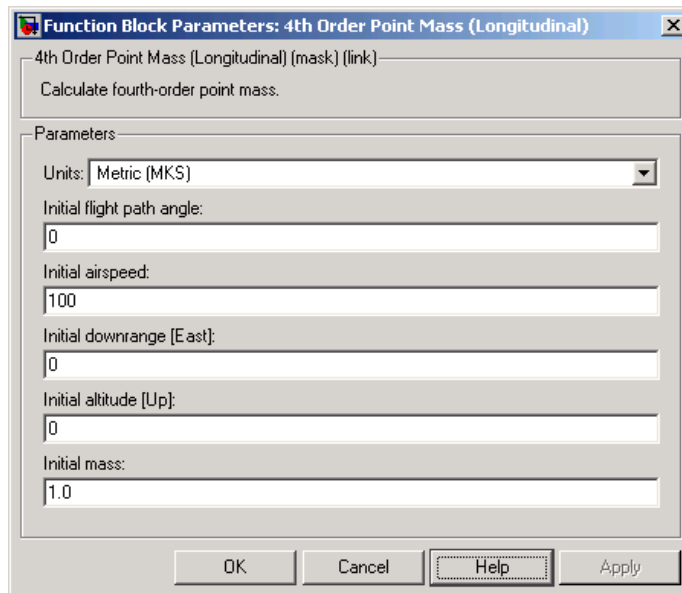 Function Block Parameters: 4th Order Point Mass (Longitudinal)
4th Order Point Mass (Longitudinal) (mask) (link)
Calculate fourth-order point mass.
Parameters
Units: Metric (MKS)
Initial flight path angle:
0
Initial airspeed:
100
Initial downrange [East]:
0
Initial altitude [Up]:
0
Initial mass:
1.0
OK Cancel Help Apply